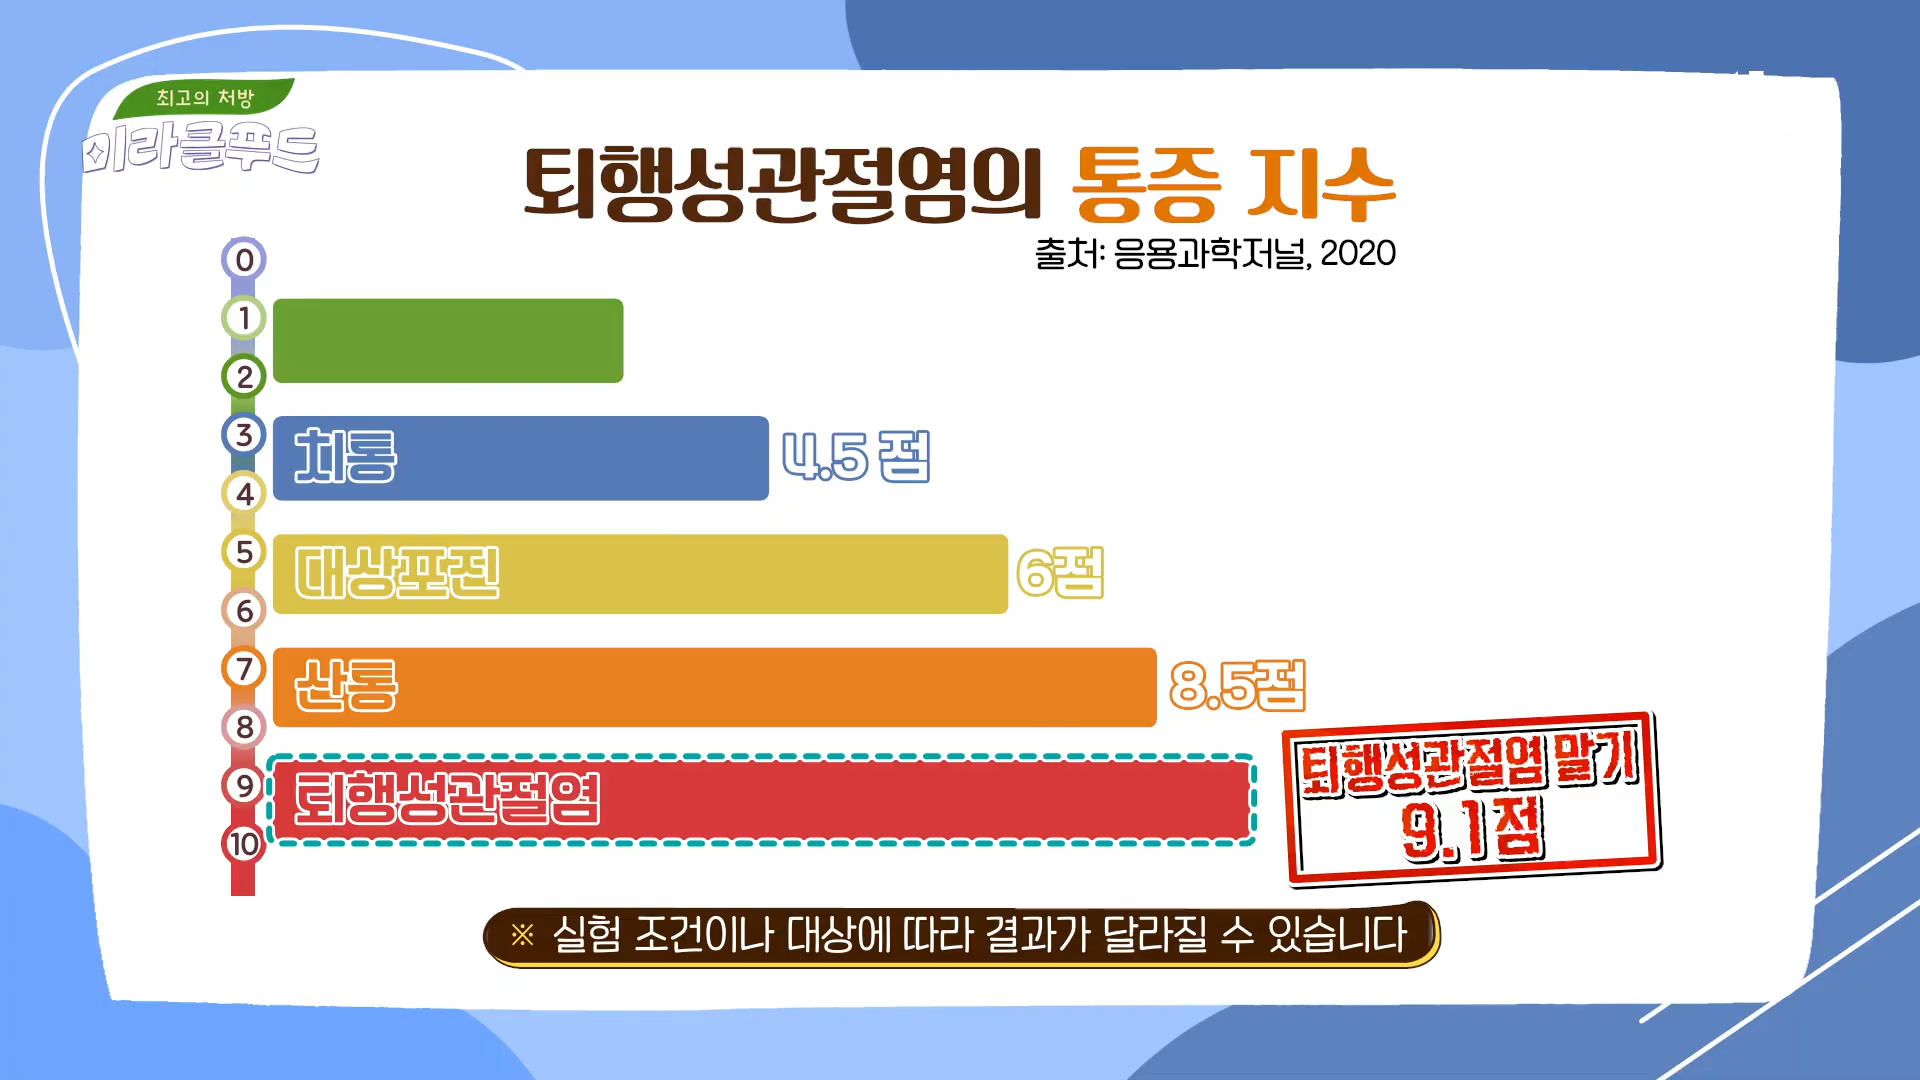 최고의 처방
미라클푸드
퇴행성관절염의 통증 지수
출처: 응용과학저널, 2020
0
1
2
3
치통 4.5점
4
5
대상포진 6점
6
7
산통 8.5점
8
퇴행성관절염 말기
9
퇴행성관절염
9.1점
10
※ 실험 조건이나 대상에 따라 결과가 달라질 수 있습니다